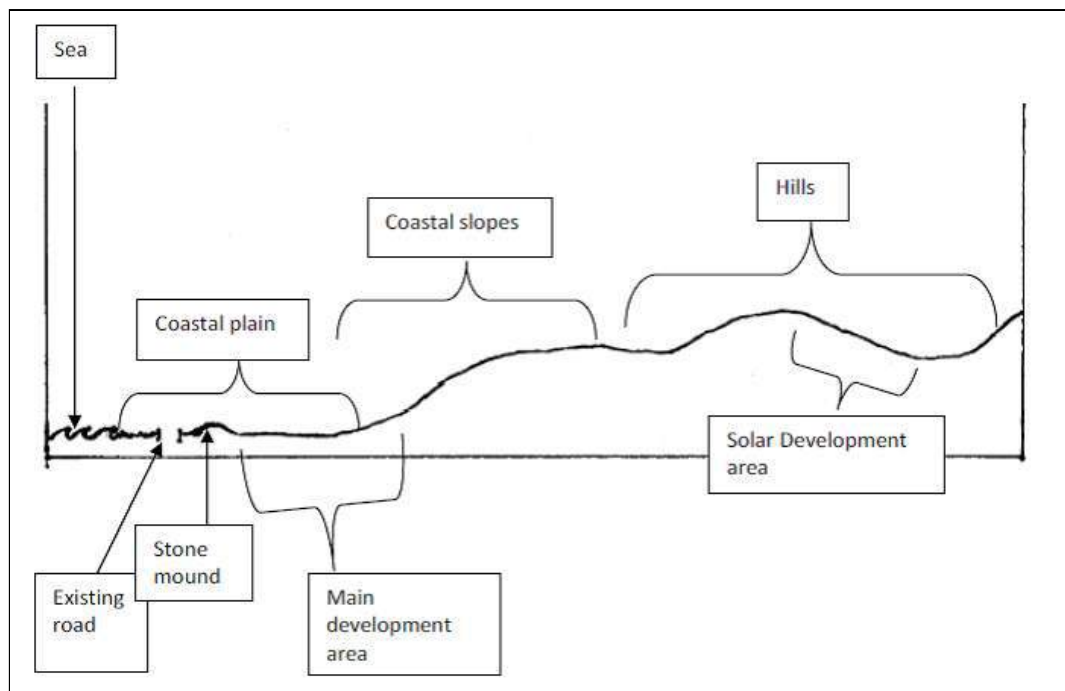 Sea
Hills
Coastal slopes
Coastal plain
Solar Development
area
Stone
mound
Existing
road
Main
development
area